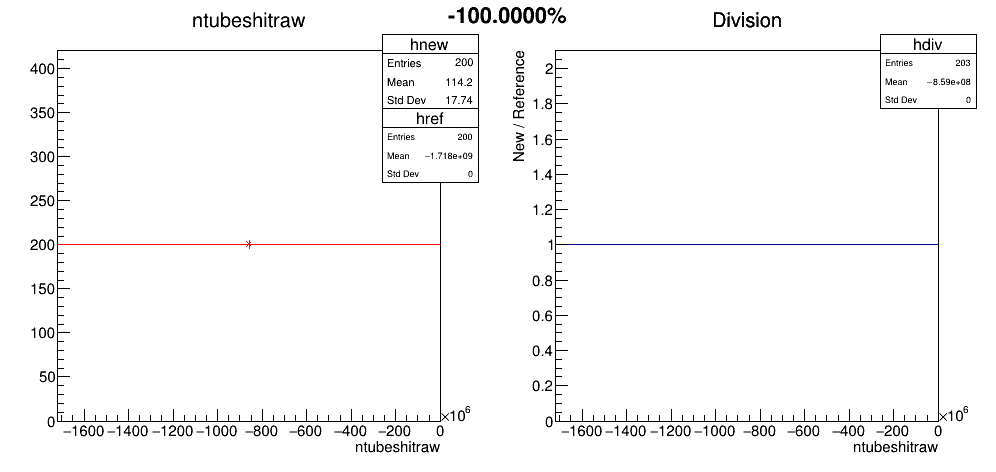 -100.0000%
ntubeshitraw
hnew
Entries 200
Mean 114.2
Std Dev 17.74
href
Entries 200
Mean −1.718e+09
Std Dev 0
400
350
300
250
200
150
100
50
0
−1600 −1400 −1200 −1000 −800 −600 −400 −200 0
×10⁶
ntubeshitraw
Division
hdiv
Entries 203
Mean −8.59e+08
Std Dev 0
New / Reference
2
1.8
1.6
1.4
1.2
1
0.8
0.6
0.4
0.2
0
−1600 −1400 −1200 −1000 −800 −600 −400 −200 0
×10⁶
ntubeshitraw